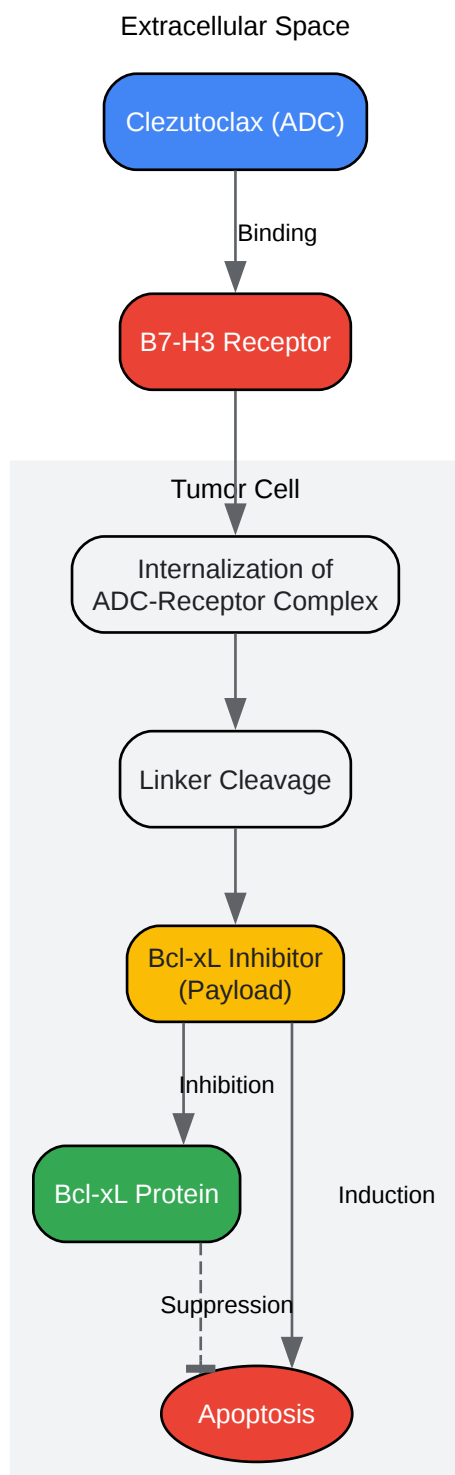 Extracellular Space
Clezutoclax (ADC)
Binding
B7-H3 Receptor
Tumor Cell
Internalization of
ADC-Receptor Complex
Linker Cleavage
Bcl-xL Inhibitor
(Payload)
Inhibition
Bcl-xL Protein
Induction
Suppression
Apoptosis